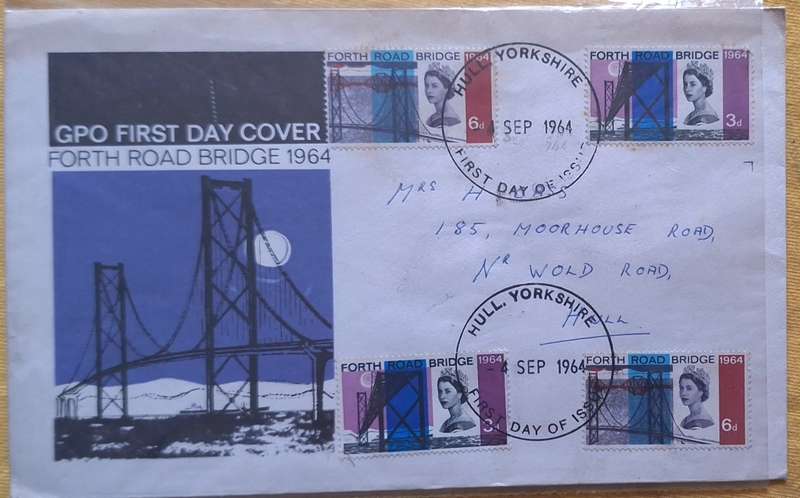 GPO FIRST DAY COVER
FORTH ROAD BRIDGE 1964
FORTH ROAD BRIDGE 1964
6d
HULL, YORKSHIRE
SEP 1964
FIRST DAY OF ISSUE
FORTH ROAD BRIDGE 1964
3d
MRS H
185, MOORHOUSE ROAD,
NR WOLD ROAD,
HULL
HULL, YORKSHIRE
- 4 SEP 1964
FIRST DAY OF ISSUE
FORTH ROAD BRIDGE 1964
3d
FORTH ROAD BRIDGE 1964
6d